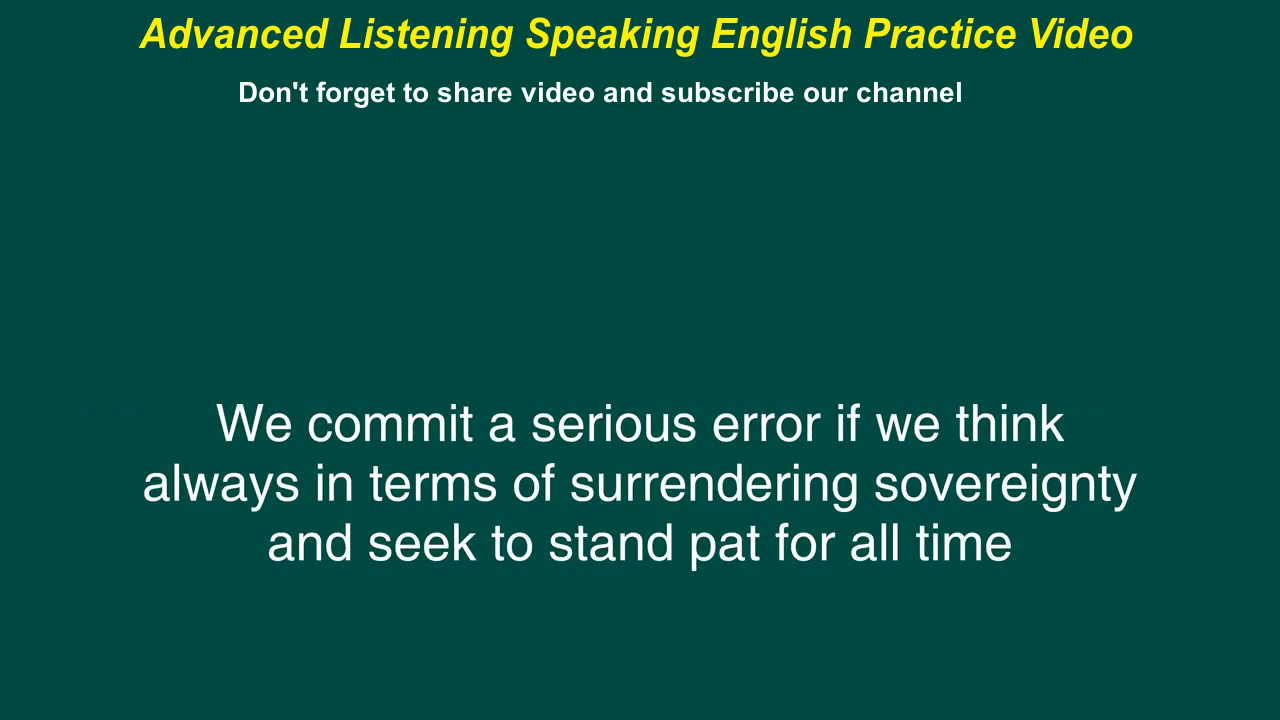 Advanced Listening Speaking English Practice Video
Don't forget to share video and subscribe our channel
We commit a serious error if we think
always in terms of surrendering sovereignty
and seek to stand pat for all time